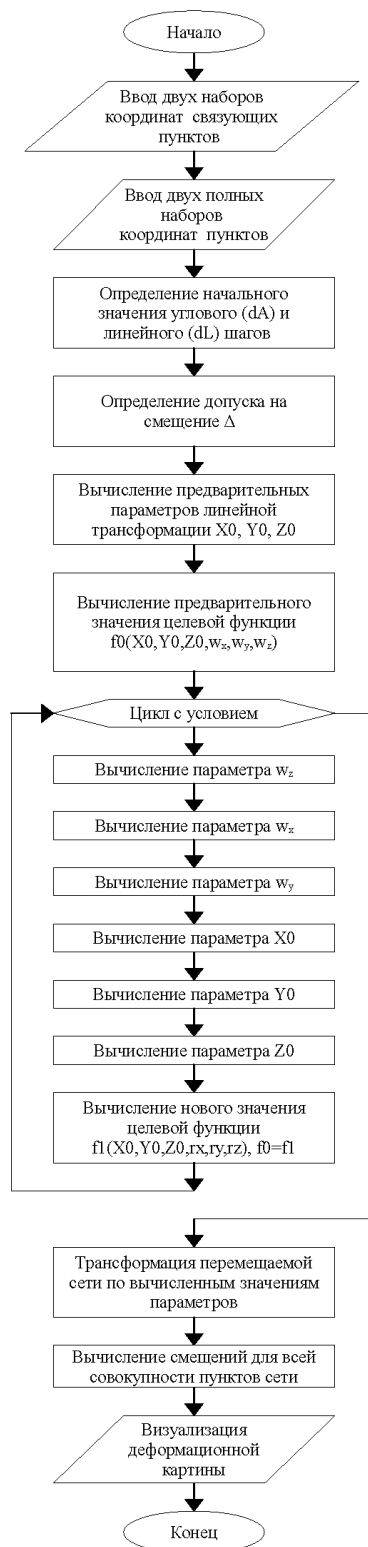 Начало
Ввод двух наборов
координат связующих
пунктов
Ввод двух полных
наборов
координат пунктов
Определение начального
значения углового (dA) и
линейного (dL) шагов
Определение допуска на
смещение Δ
Вычисление предварительных
параметров линейной
трансформации X0, Y0, Z0
Вычисление предварительного
значения целевой функции
f0(X0,Y0,Z0,wₓ,wᵧ,w_z)
Цикл с условием
Вычисление параметра w_z
Вычисление параметра wₓ
Вычисление параметра wᵧ
Вычисление параметра X0
Вычисление параметра Y0
Вычисление параметра Z0
Вычисление нового значения
целевой функции
f1(X0,Y0,Z0,rx,ry,rz), f0=f1
Трансформация перемещаемой
сети по вычисленным значениям
параметров
Вычисление смещений для всей
совокупности пунктов сети
Визуализация
деформационной
картины
Конец